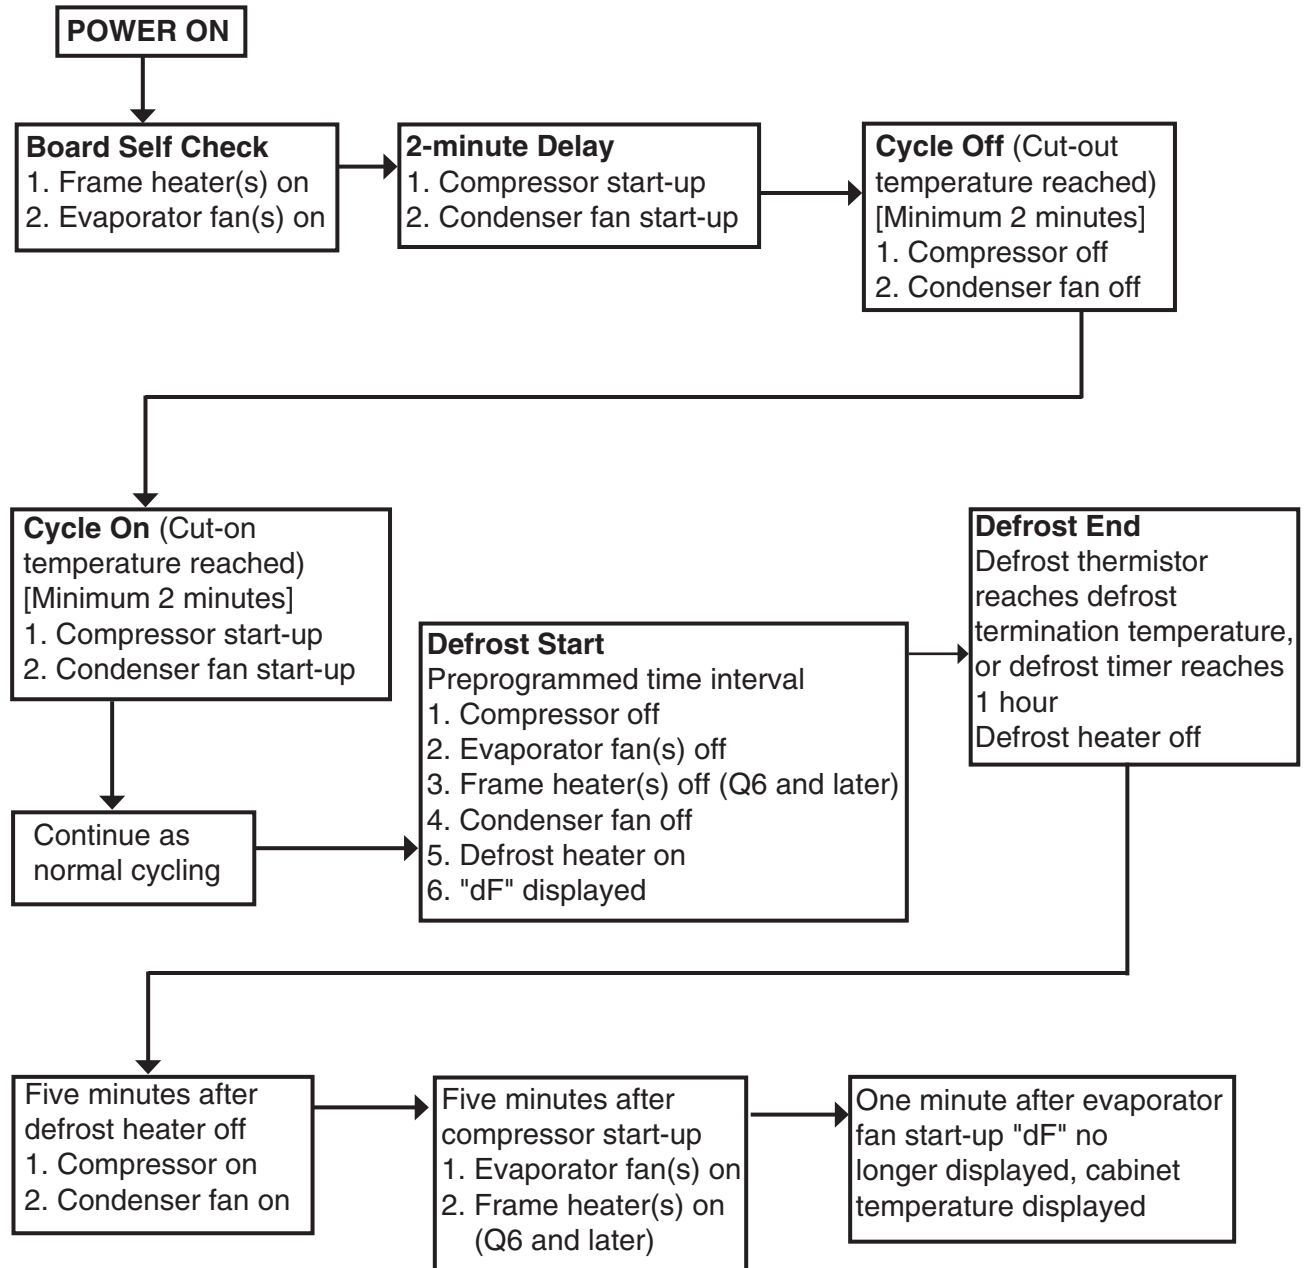 POWER ON
Board Self Check
1. Frame heater(s) on
2. Evaporator fan(s) on
2-minute Delay
1. Compressor start-up
2. Condenser fan start-up
Cycle Off (Cut-out
temperature reached)
[Minimum 2 minutes]
1. Compressor off
2. Condenser fan off
Cycle On (Cut-on
temperature reached)
[Minimum 2 minutes]
1. Compressor start-up
2. Condenser fan start-up
Continue as
normal cycling
Defrost Start
Preprogrammed time interval
1. Compressor off
2. Evaporator fan(s) off
3. Frame heater(s) off (Q6 and later)
4. Condenser fan off
5. Defrost heater on
6. "dF" displayed
Defrost End
Defrost thermistor
reaches defrost
termination temperature,
or defrost timer reaches
1 hour
Defrost heater off
Five minutes after
defrost heater off
1. Compressor on
2. Condenser fan on
Five minutes after
compressor start-up
1. Evaporator fan(s) on
2. Frame heater(s) on
(Q6 and later)
One minute after evaporator
fan start-up "dF" no
longer displayed, cabinet
temperature displayed